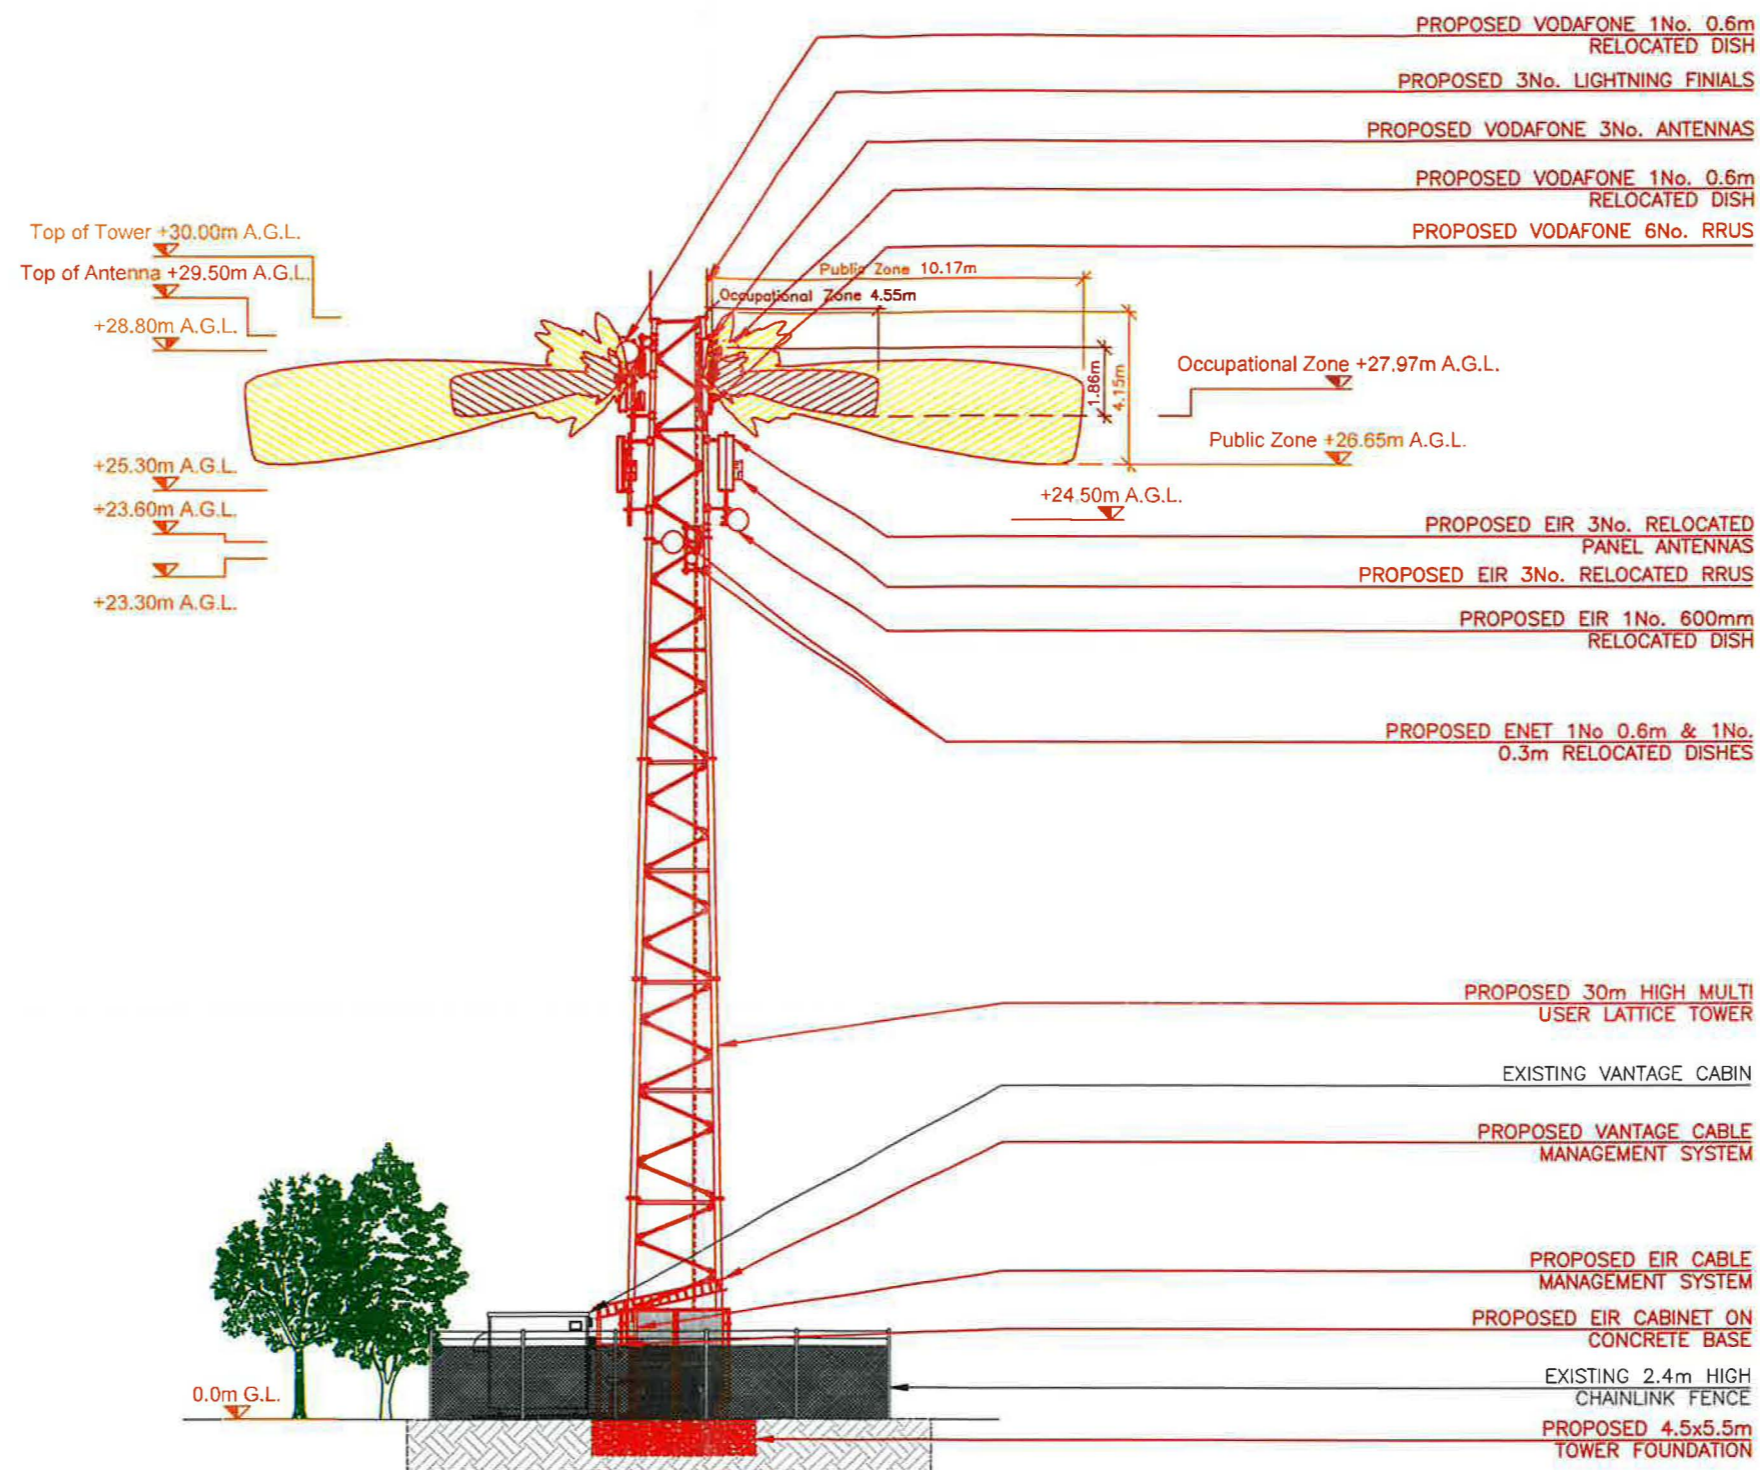 PROPOSED VODAFONE 1No. 0.6m
RELOCATED DISH
PROPOSED 3No. LIGHTNING FINIALS
PROPOSED VODAFONE 3No. ANTENNAS
PROPOSED VODAFONE 1No. 0.6m
RELOCATED DISH
PROPOSED VODAFONE 6No. RRUS
Top of Tower +30.00m A.G.L.
Top of Antenna +29.50m A.G.L.
+28.80m A.G.L.
Public Zone 10.17m
Occupational Zone 4.55m
1.86m
4.15m
Occupational Zone +27.97m A.G.L.
Public Zone +26.65m A.G.L.
+25.30m A.G.L.
+23.60m A.G.L.
+23.30m A.G.L.
+24.50m A.G.L.
PROPOSED EIR 3No. RELOCATED
PANEL ANTENNAS
PROPOSED EIR 3No. RELOCATED RRUS
PROPOSED EIR 1No. 600mm
RELOCATED DISH
PROPOSED ENET 1No 0.6m & 1No.
0.3m RELOCATED DISHES
PROPOSED 30m HIGH MULTI
USER LATTICE TOWER
EXISTING VANTAGE CABIN
PROPOSED VANTAGE CABLE
MANAGEMENT SYSTEM
PROPOSED EIR CABLE
MANAGEMENT SYSTEM
PROPOSED EIR CABINET ON
CONCRETE BASE
EXISTING 2.4m HIGH
CHAINLINK FENCE
0.0m G.L.
PROPOSED 4.5x5.5m
TOWER FOUNDATION